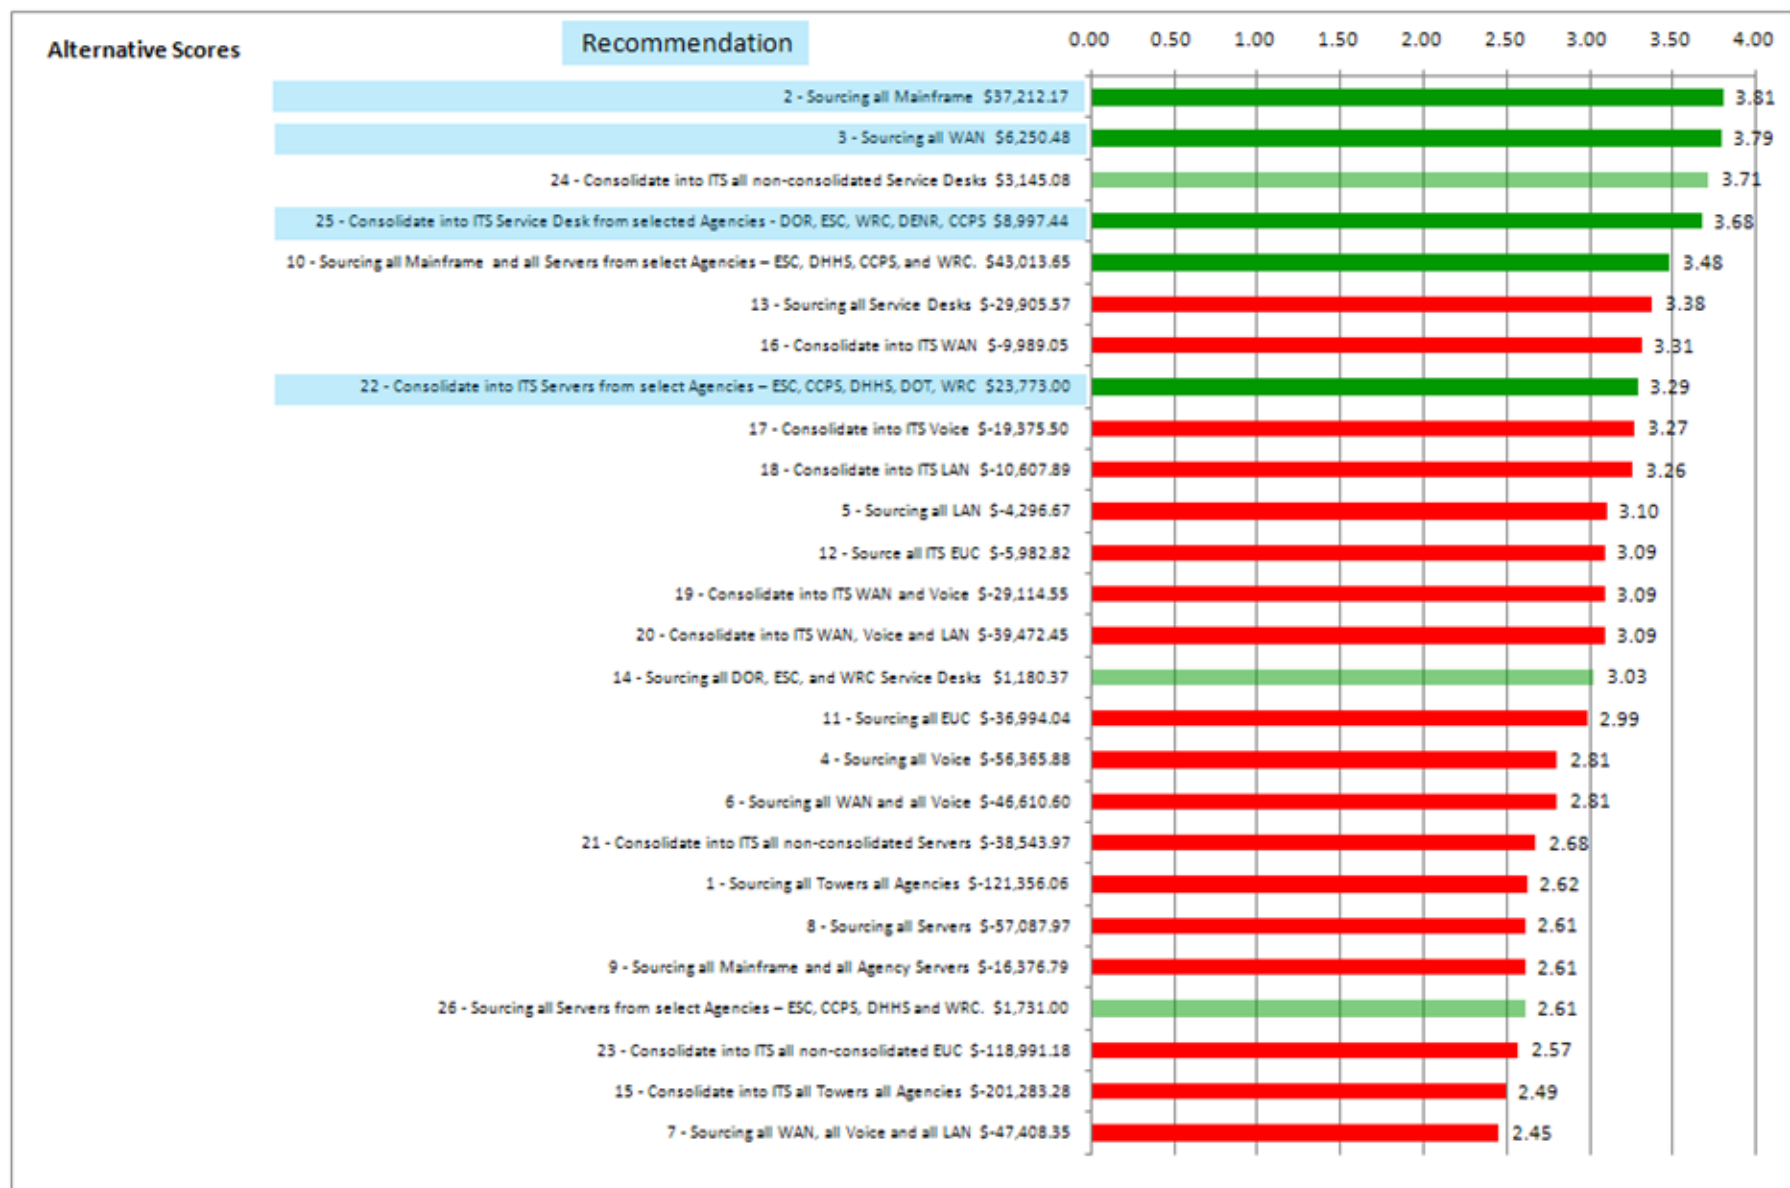 Alternative Scores
Recommendation
0.00 0.50 1.00 1.50 2.00 2.50 3.00 3.50 4.00
2 - Sourcing all Mainframe $37,212.17 3.81
3 - Sourcing all WAN $6,250.48 3.79
24 - Consolidate into ITS all non-consolidated Service Desks $3,145.08 3.71
25 - Consolidate into ITS Service Desk from selected Agencies - DOR, ESC, WRC, DENR, CCPS $8,997.44 3.68
10 - Sourcing all Mainframe and all Servers from select Agencies – ESC, DHHS, CCPS, and WRC. $43,013.65 3.48
13 - Sourcing all Service Desks $-29,905.57 3.38
16 - Consolidate into ITS WAN $-9,989.05 3.31
22 - Consolidate into ITS Servers from select Agencies – ESC, CCPS, DHHS, DOT, WRC $23,773.00 3.29
17 - Consolidate into ITS Voice $-19,375.50 3.27
18 - Consolidate into ITS LAN $-10,607.89 3.26
5 - Sourcing all LAN $-4,296.67 3.10
12 - Source all ITS EUC $-5,982.82 3.09
19 - Consolidate into ITS WAN and Voice $-29,114.55 3.09
20 - Consolidate into ITS WAN, Voice and LAN $-39,472.45 3.09
14 - Sourcing all DOR, ESC, and WRC Service Desks $1,180.37 3.03
11 - Sourcing all EUC $-36,994.04 2.99
4 - Sourcing all Voice $-56,365.88 2.81
6 - Sourcing all WAN and all Voice $-46,610.60 2.81
21 - Consolidate into ITS all non-consolidated Servers $-38,543.97 2.68
1 - Sourcing all Towers all Agencies $-121,356.06 2.62
8 - Sourcing all Servers $-57,087.97 2.61
9 - Sourcing all Mainframe and all Agency Servers $-16,376.79 2.61
26 - Sourcing all Servers from select Agencies – ESC, CCPS, DHHS and WRC. $1,731.00 2.61
23 - Consolidate into ITS all non-consolidated EUC $-118,991.18 2.57
15 - Consolidate into ITS all Towers all Agencies $-201,283.28 2.49
7 - Sourcing all WAN, all Voice and all LAN $-47,408.35 2.45